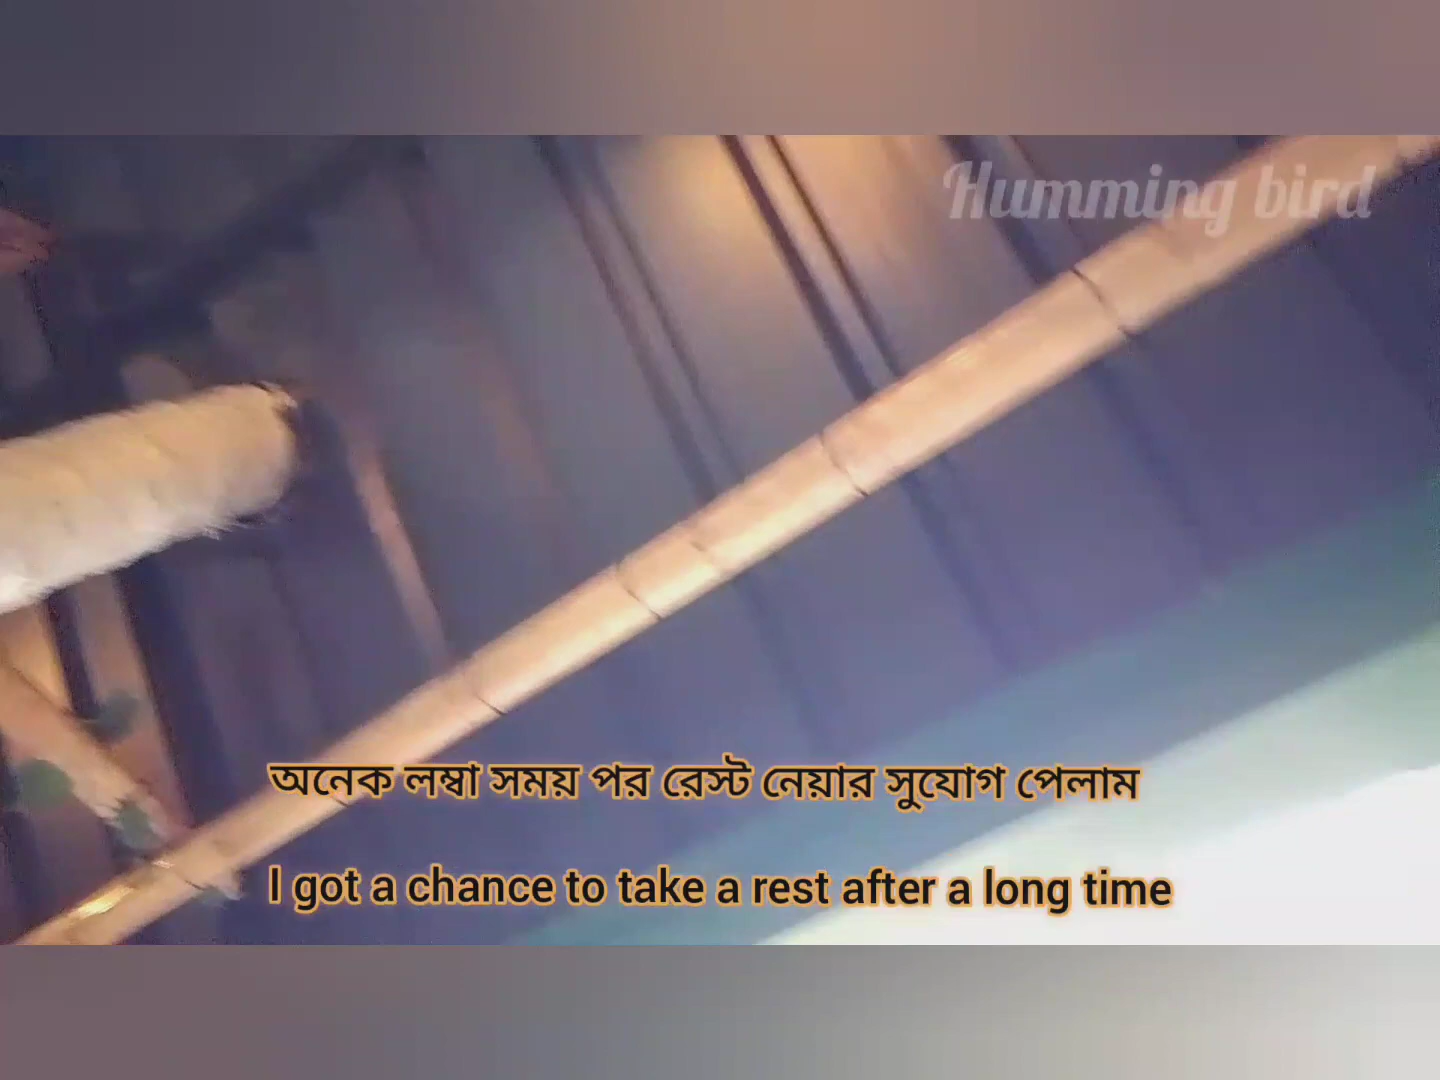 Humming bird
অনেক লম্বা সময় পর রেস্ট নেয়ার সুযোগ পেলাম
I got a chance to take a rest after a long time